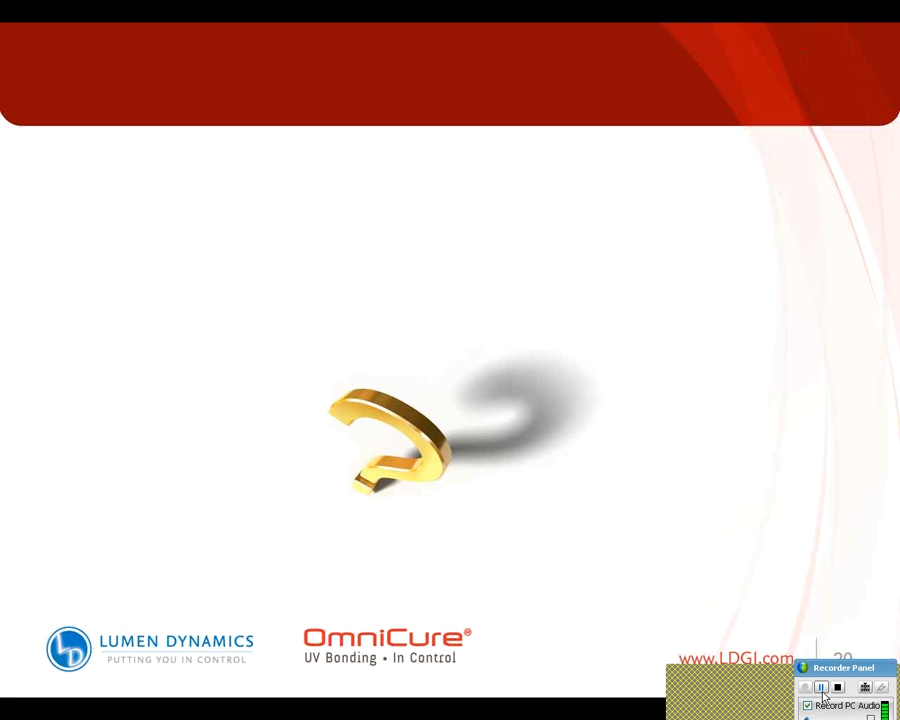 LD LUMEN DYNAMICS
PUTTING YOU IN CONTROL
OmniCure®
UV Bonding • In Control
www.LDGI.com
Recorder Panel
Record PC Audio